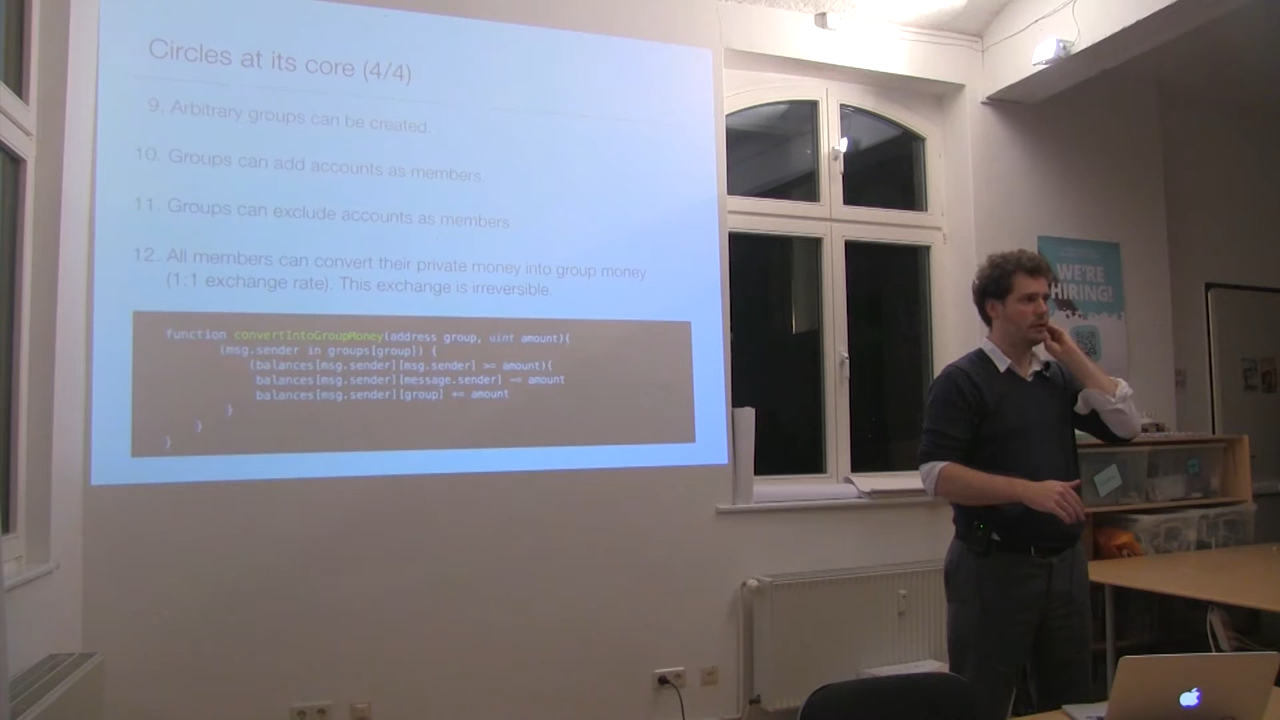 Circles at its core (4/4)
9. Arbitrary groups can be created.
10. Groups can add accounts as members.
11. Groups can exclude accounts as members
12. All members can convert their private money into group money
(1:1 exchange rate). This exchange is irreversible.
function convertIntoGroupMoney(address group, uint amount){
(msg.sender in groups[group]) {
(balances[msg.sender][msg.sender] >= amount){
balances[msg.sender][message.sender] -= amount
balances[msg.sender][group] += amount
}
}
}
WE'RE
HIRING!